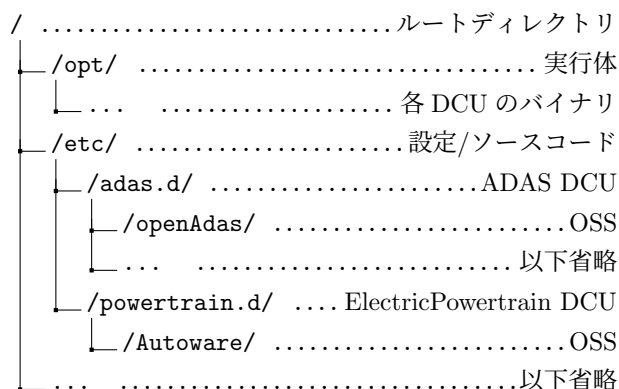 / ................................ルートディレクトリ
/opt/ .................................. 実行体
... ...................... 各 DCU のバイナリ
/etc/ .......................設定/ソースコード
/adas.d/ .......................ADAS DCU
/openAdas/ .........................OSS
... ........................... 以下省略
/powertrain.d/ .... ElectricPowertrain DCU
/Autoware/ .........................OSS
... ..................................以下省略